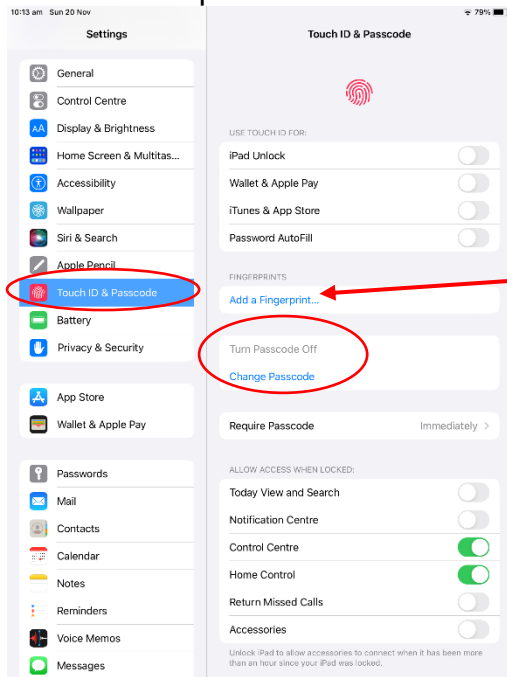 10:13 am Sun 20 Nov
79%
Settings
General
Control Centre
AA Display & Brightness
Home Screen & Multitas...
Accessibility
Wallpaper
Siri & Search
Apple Pencil
Touch ID & Passcode
Battery
Privacy & Security
App Store
Wallet & Apple Pay
Passwords
Mail
Contacts
Calendar
Notes
Reminders
Voice Memos
Messages
Touch ID & Passcode
USE TOUCH ID FOR:
iPad Unlock
Wallet & Apple Pay
iTunes & App Store
Password AutoFill
FINGERPRINTS
Add a Fingerprint...
Turn Passcode Off
Change Passcode
Require Passcode Immediately
ALLOW ACCESS WHEN LOCKED:
Today View and Search
Notification Centre
Control Centre
Home Control
Return Missed Calls
Accessories
Unlock iPad to allow accessories to connect when it has been more
than an hour since your iPad was locked.